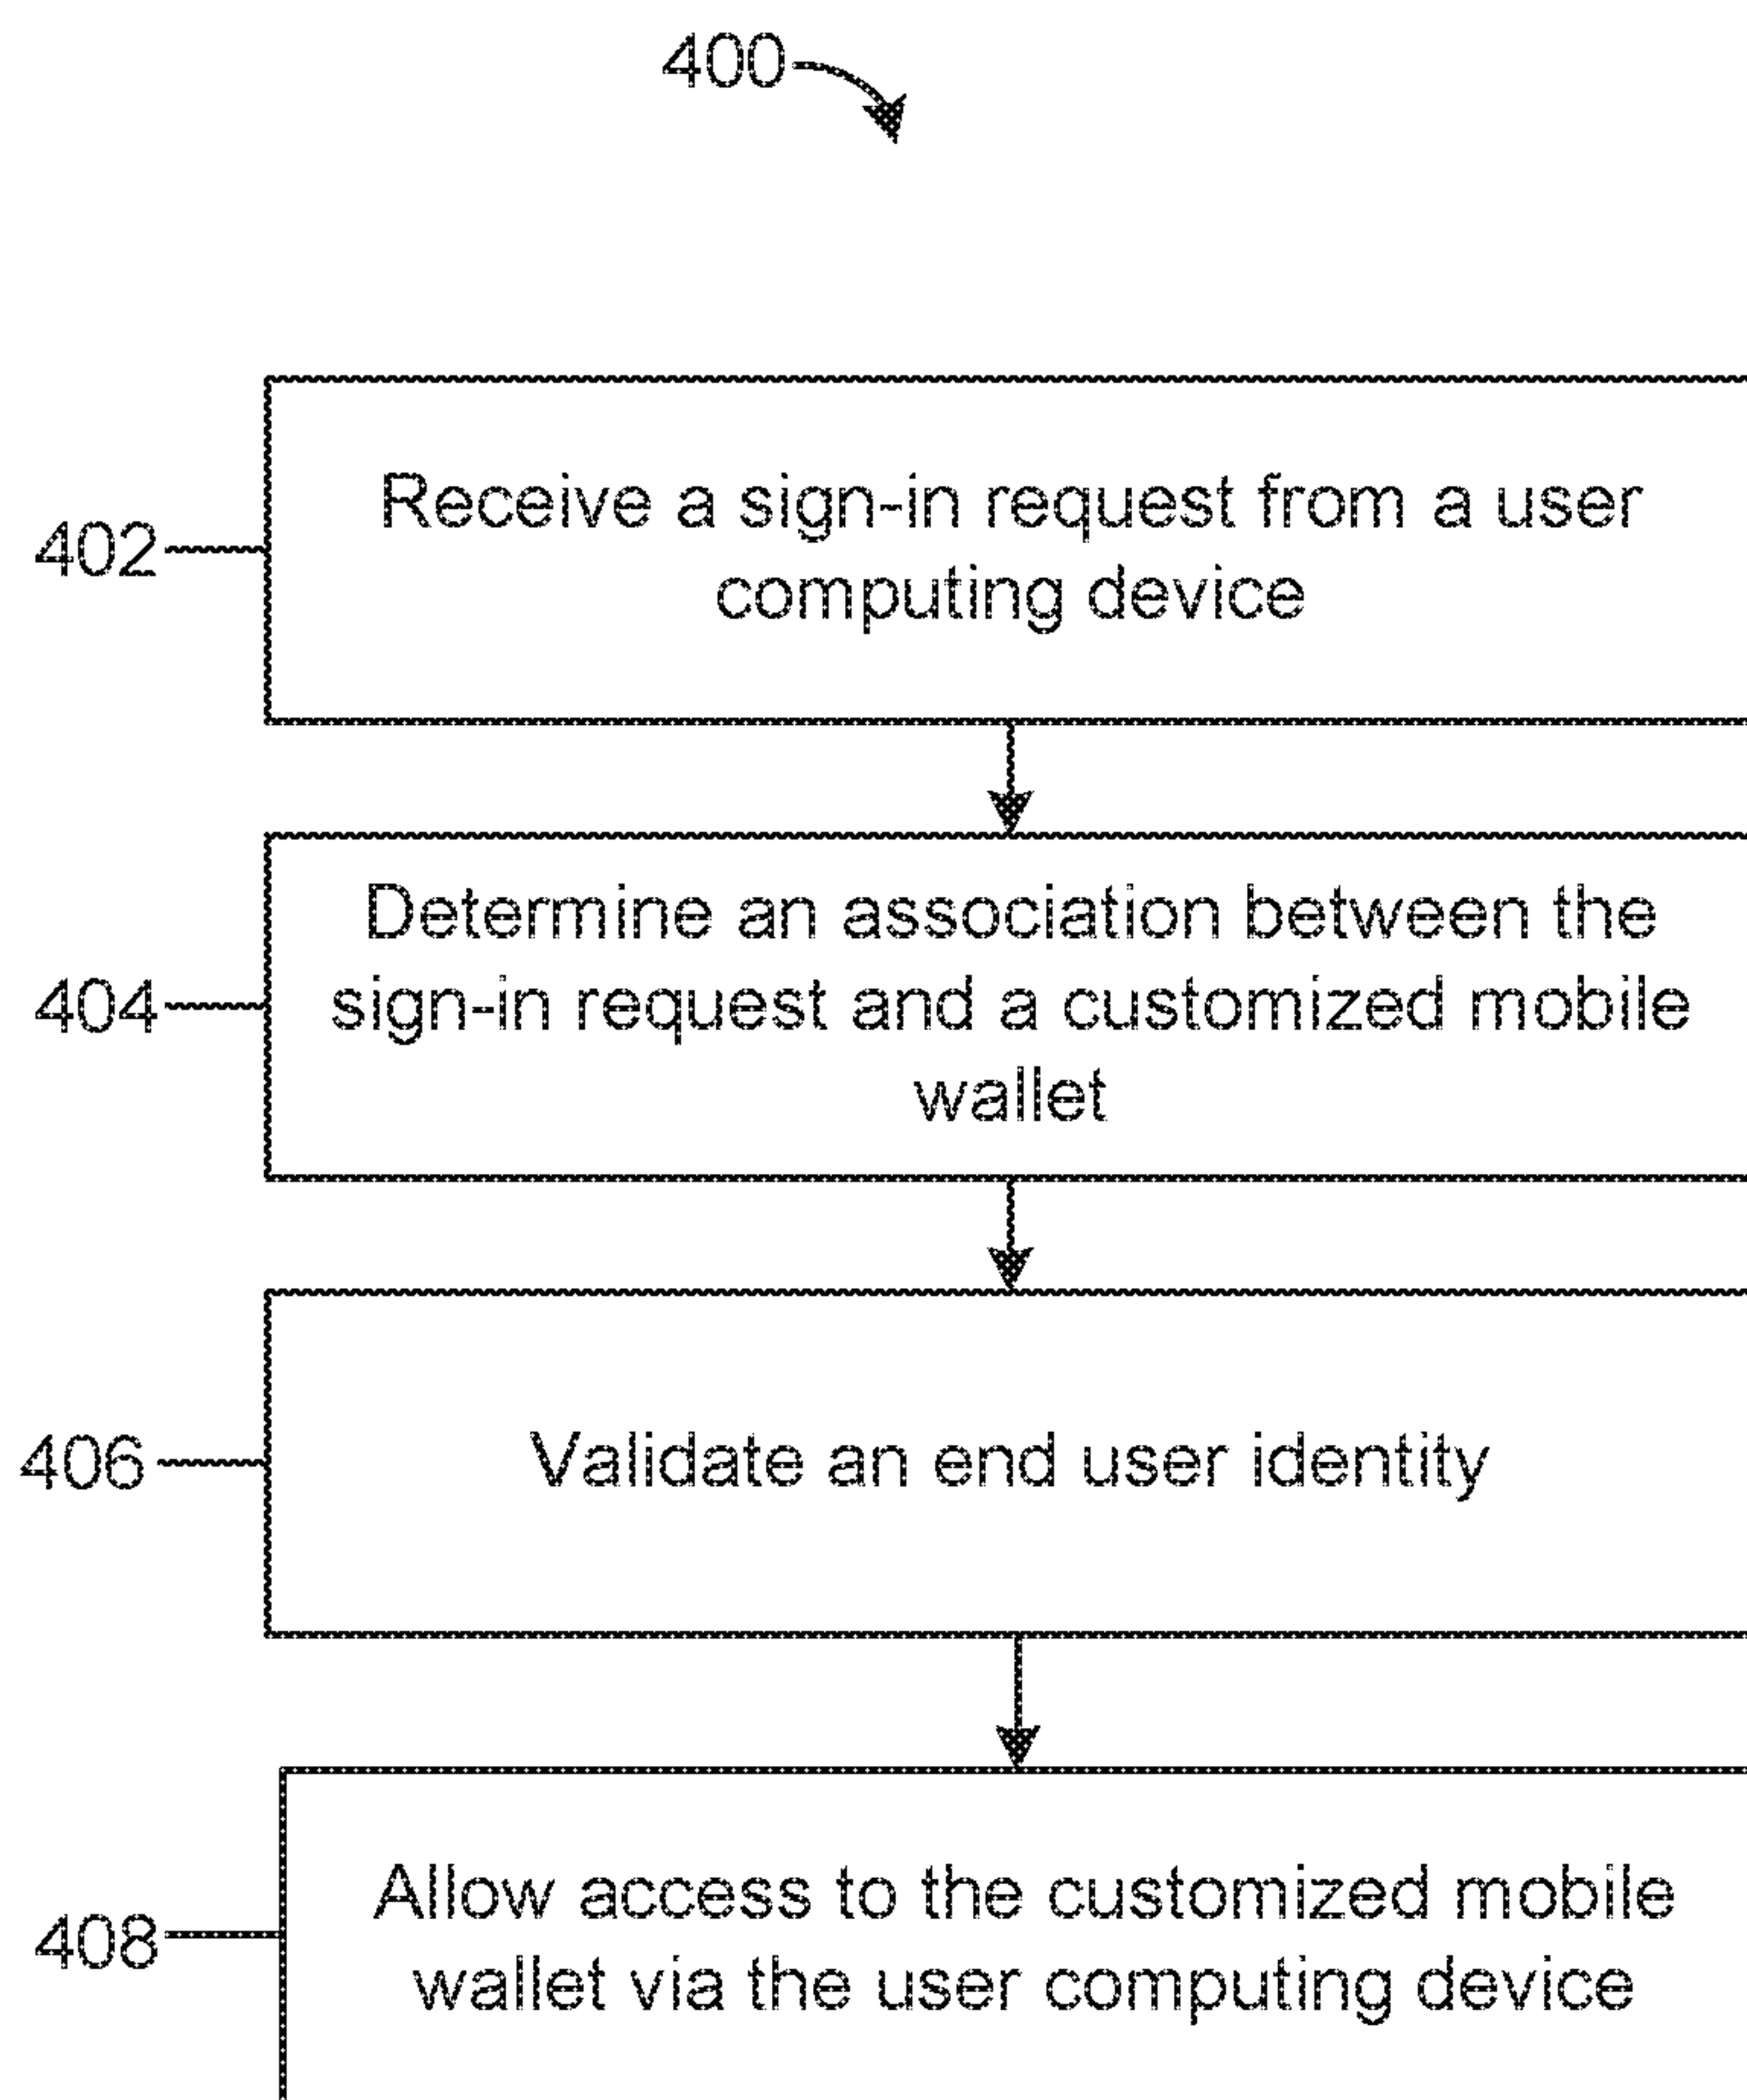 400
402
Receive a sign-in request from a user
computing device
404
Determine an association between the
sign-in request and a customized mobile
wallet
406
Validate an end user identity
408
Allow access to the customized mobile
wallet via the user computing device